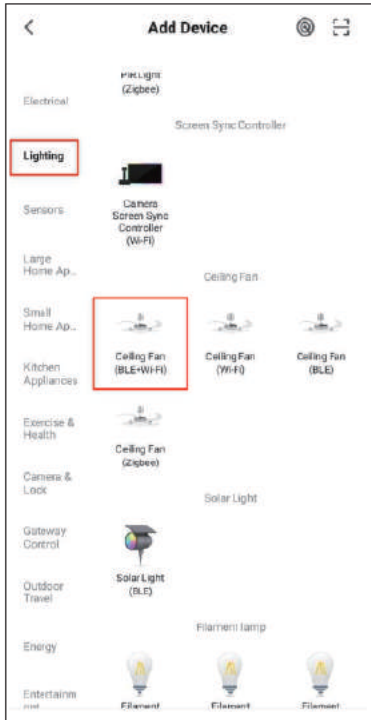 Add Device
Electrical
Lighting
Sensors
Large
Home Ap...
Small
Home Ap...
Kitchen
Appliances
Exercise &
Health
Camera &
Lock
Gateway
Control
Outdoor
Travel
Energy
Entertainm
PIR Light
(Zigbee)
Screen Sync Controller
Camera
Screen Sync
Controller
(Wi-Fi)
Ceiling Fan
Ceiling Fan
(BLE+Wi-Fi)
Ceiling Fan
(Wi-Fi)
Ceiling Fan
(BLE)
Ceiling Fan
(Zigbee)
Solar Light
Solar Light
(BLE)
Filament lamp
Filament
Filament
Filament